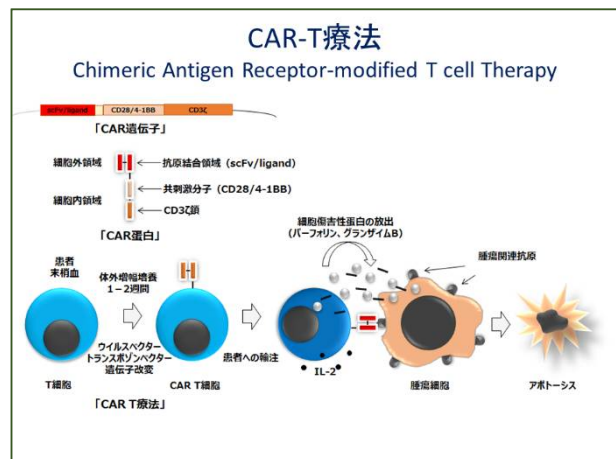 CAR-T療法
Chimeric Antigen Receptor-modified T cell Therapy
scFv/ligand
CD28/4-1BB
CD3ζ
「CAR遺伝子」
細胞外領域
抗原結合領域（scFv/ligand）
共刺激分子（CD28/4-1BB）
細胞内領域
CD3ζ鎖
「CAR蛋白」
細胞傷害性蛋白の放出
（パーフォリン、グランザイムB）
腫瘍関連抗原
患者
末梢血
体外増幅培養
1－2週間
ウイルスベクター
トランスポゾンベクター
遺伝子改変
患者への輸注
IL-2
T細胞
CAR T細胞
腫瘍細胞
アポトーシス
「CAR T療法」